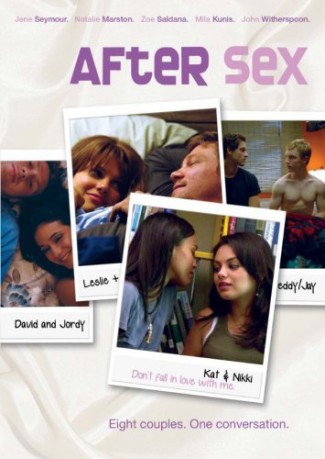 Jane Seymour. Natalie Marston. Zoe Saldana. Mila Kunis. John Witherspoon.
AFTER SEX
Leslie +
eddy/Jay
David and Jordy
Kat & Nikki
Don't fall in love with me.
Eight couples. One conversation.